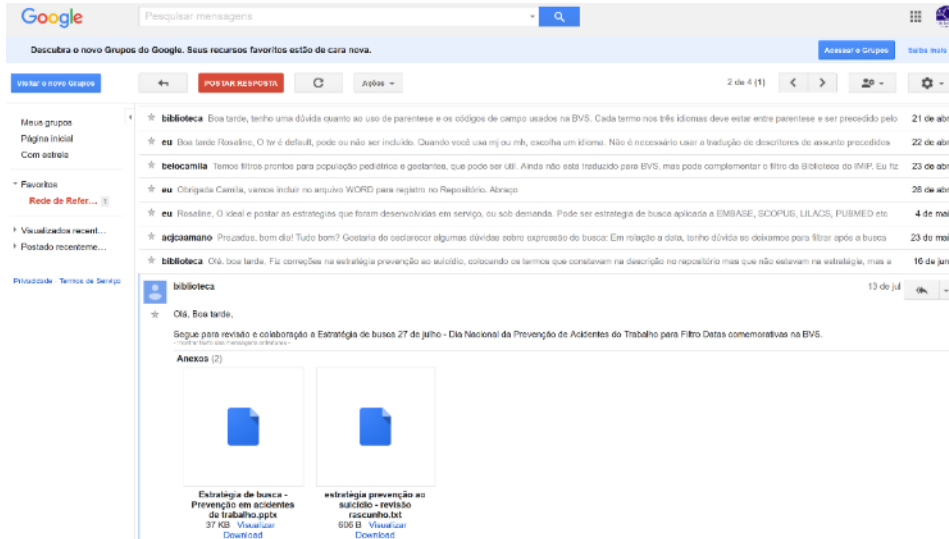 Google
Pesquisar mensagens
Descubra o novo Grupos do Google. Seus recursos favoritos estão de cara nova.
Acessar o Grupos
Saiba mais
Visitar o novo Grupos
POSTAR RESPOSTA
Ações
2 de 4 (1)
Meus grupos
Página inicial
Com estrela
Favoritos
Rede de Refer... 1
Visualizados recent...
Postado recenteme...
Privacidade - Termos de Serviço
biblioteca Boa tarde, tenho uma dúvida quanto ao uso de parentese e os códigos de campo usados na BVS. Cada termo nos três idiomas deve estar entre parentese e ser precedido pelo 21 de abr
eu Boa tarde Rosaline, O tw é default, pode ou não ser incluído. Quando você usa mj ou mh, escolha um idioma. Não é necessário usar a tradução de descritores de assunto precedidos 22 de abr
belocamila Temos filtros prontos para população pediátrica e gestantes, que pode ser útil. Ainda não está traduzido para BVS, mas pode complementar o filtro da Biblioteca do IMIP. Eu fiz 23 de abr
eu Obrigada Camila, vamos incluir no arquivo WORD para registro no Repositório. Abraço 28 de abr
eu Rosaline, O ideal e postar as estrategias que foram desenvolvidas em serviço, ou sob demanda. Pode ser estrategia de busca aplicada a EMBASE, SCOPUS, LILACS, PUBMED etc 4 de mai
acjcaamano Prezados, bom dia! Tudo bom? Gostaria de esclarecer algumas dúvidas sobre expressão de busca: Em relação a data, tenho dúvida se deixamos para filtrar após a busca 23 de mai
biblioteca Olá, boa tarde, Fiz correções na estratégia prevenção ao suicídio, colocando os termos que constavam na descrição no repositório mas que não estavam na estratégia, mas a 16 de jun
biblioteca 13 de jul
Olá, Boa tarde,
Segue para revisão e colaboração a Estratégia de busca 27 de julho - Dia Nacional da Prevenção de Acidentes do Trabalho para Filtro Datas comemorativas na BVS.
- mostrar texto das mensagens anteriores -
Anexos (2)
Estratégia de busca -
Prevenção em acidentes
de trabalho.pptx
37 KB Visualizar
Download
estratégia prevenção ao
suicídio - revisão
rascunho.txt
606 B Visualizar
Download